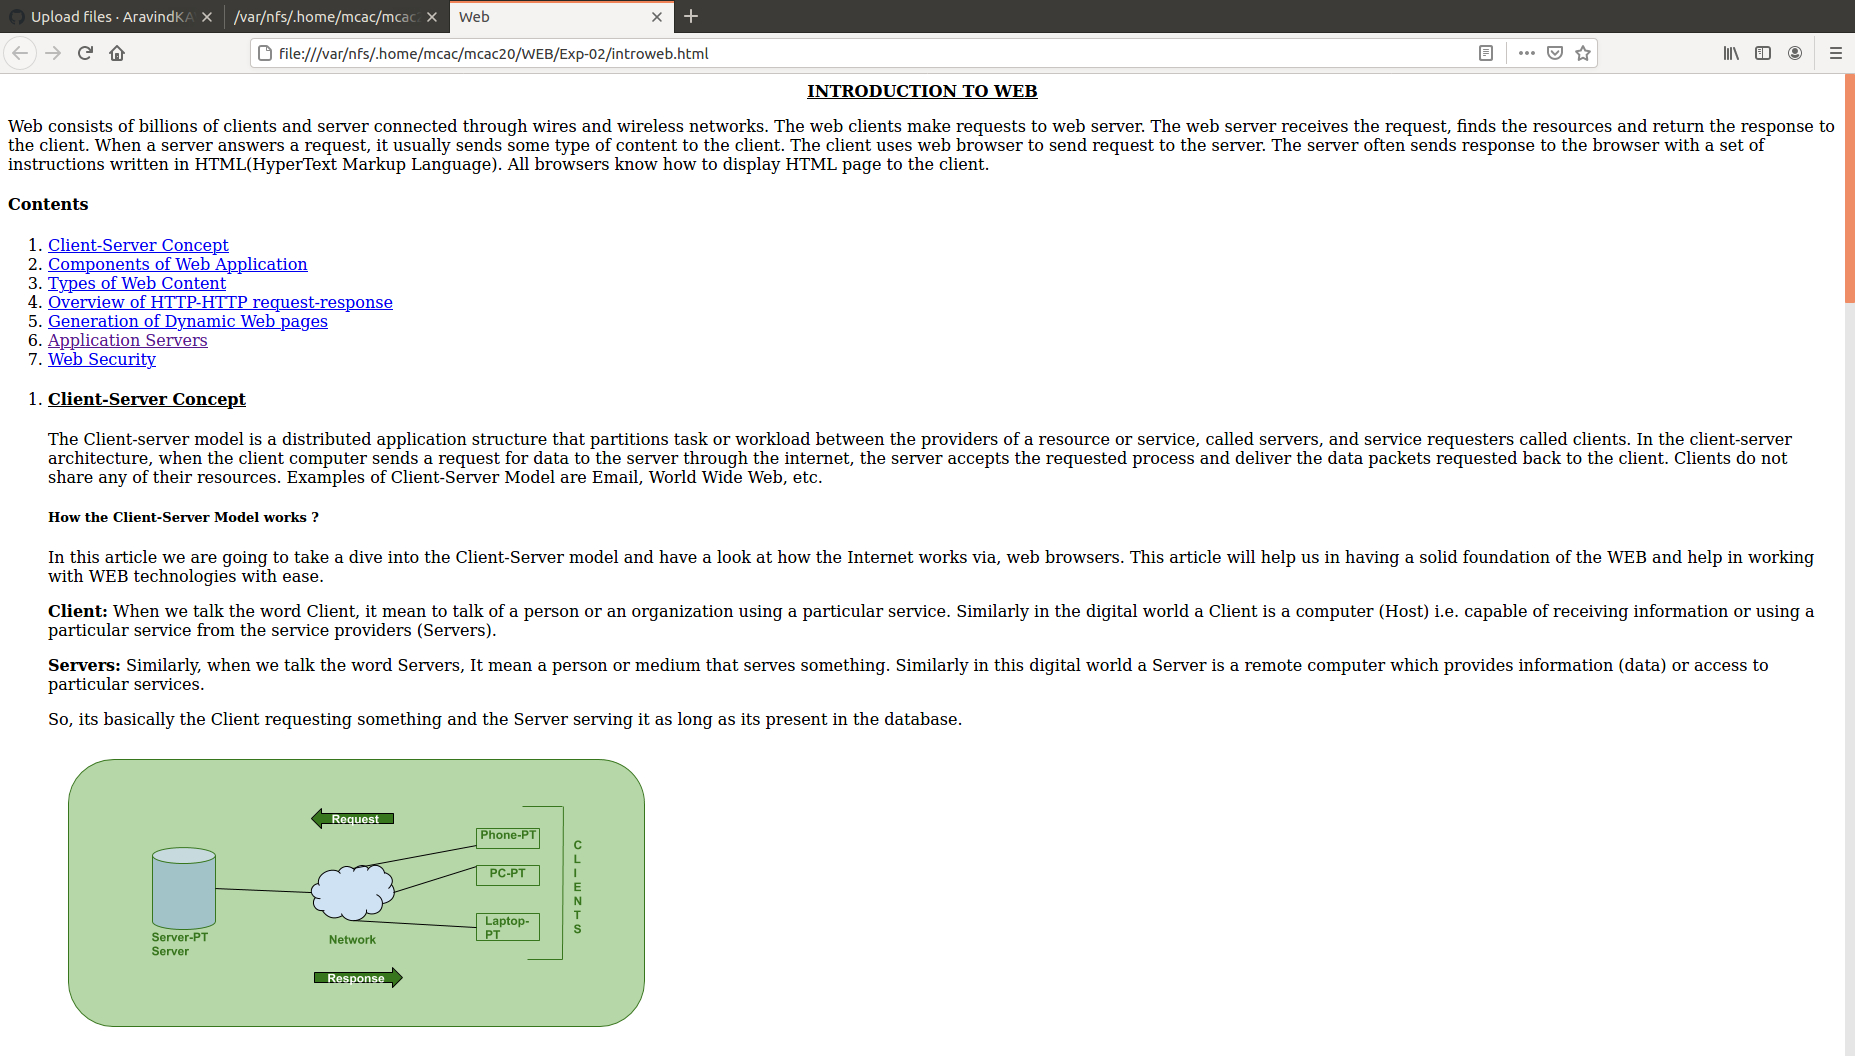 Upload files · AravindKA
/var/nfs/.home/mcac/mcac2
Web
file:///var/nfs/.home/mcac/mcac20/WEB/Exp-02/introweb.html
INTRODUCTION TO WEB
Web consists of billions of clients and server connected through wires and wireless networks. The web clients make requests to web server. The web server receives the request, finds the resources and return the response to
the client. When a server answers a request, it usually sends some type of content to the client. The client uses web browser to send request to the server. The server often sends response to the browser with a set of
instructions written in HTML(HyperText Markup Language). All browsers know how to display HTML page to the client.
Contents
1. Client-Server Concept
2. Components of Web Application
3. Types of Web Content
4. Overview of HTTP-HTTP request-response
5. Generation of Dynamic Web pages
6. Application Servers
7. Web Security
1. Client-Server Concept
The Client-server model is a distributed application structure that partitions task or workload between the providers of a resource or service, called servers, and service requesters called clients. In the client-server
architecture, when the client computer sends a request for data to the server through the internet, the server accepts the requested process and deliver the data packets requested back to the client. Clients do not
share any of their resources. Examples of Client-Server Model are Email, World Wide Web, etc.
How the Client-Server Model works ?
In this article we are going to take a dive into the Client-Server model and have a look at how the Internet works via, web browsers. This article will help us in having a solid foundation of the WEB and help in working
with WEB technologies with ease.
Client: When we talk the word Client, it mean to talk of a person or an organization using a particular service. Similarly in the digital world a Client is a computer (Host) i.e. capable of receiving information or using a
particular service from the service providers (Servers).
Servers: Similarly, when we talk the word Servers, It mean a person or medium that serves something. Similarly in this digital world a Server is a remote computer which provides information (data) or access to
particular services.
So, its basically the Client requesting something and the Server serving it as long as its present in the database.
Request
Phone-PT
PC-PT
Laptop-
PT
CLIENTS
Server-PT
Server
Network
Response